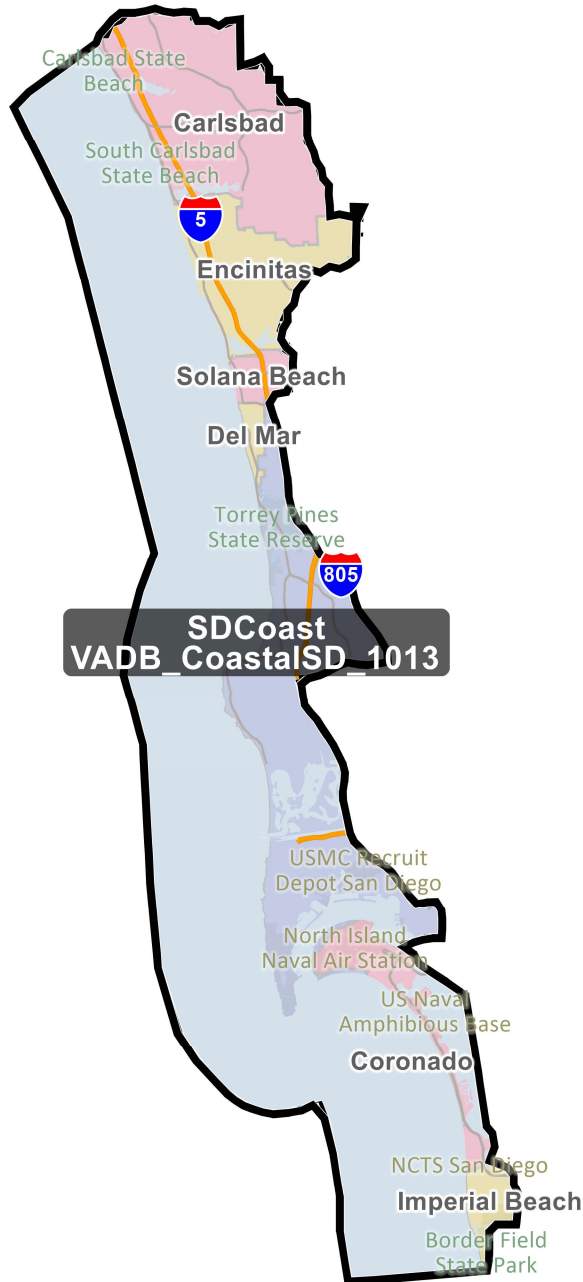 Carlsbad State
Beach
Carlsbad
South Carlsbad
State Beach
5
Encinitas
Solana Beach
Del Mar
Torrey Pines
State Reserve
805
SDCoast
VADB_CoastalSD_1013
USMC Recruit
Depot San Diego
North Island
Naval Air Station
US Naval
Amphibious Base
Coronado
NCTS San Diego
Imperial Beach
Border Field
State Park